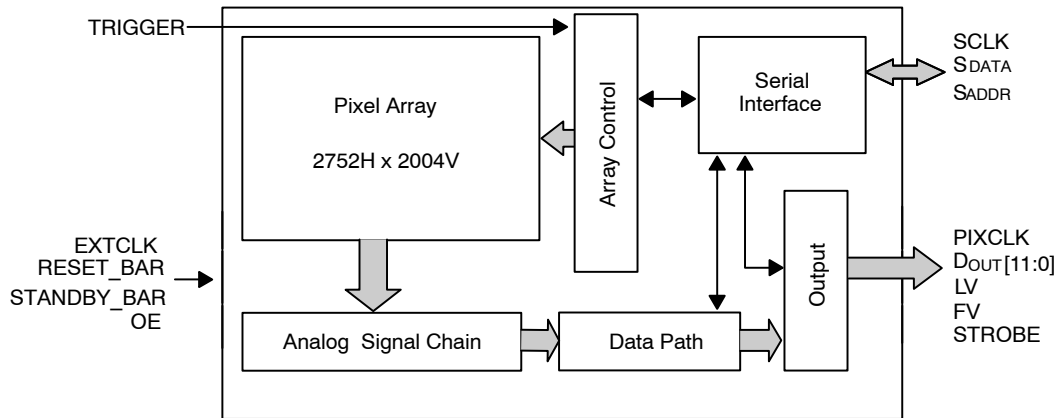 TRIGGER
Pixel Array
2752H x 2004V
Array Control
Serial
Interface
SCLK
SDATA
SADDR
EXTCLK
RESET_BAR
STANDBY_BAR
OE
Analog Signal Chain
Data Path
Output
PIXCLK
DOUT[11:0]
LV
FV
STROBE